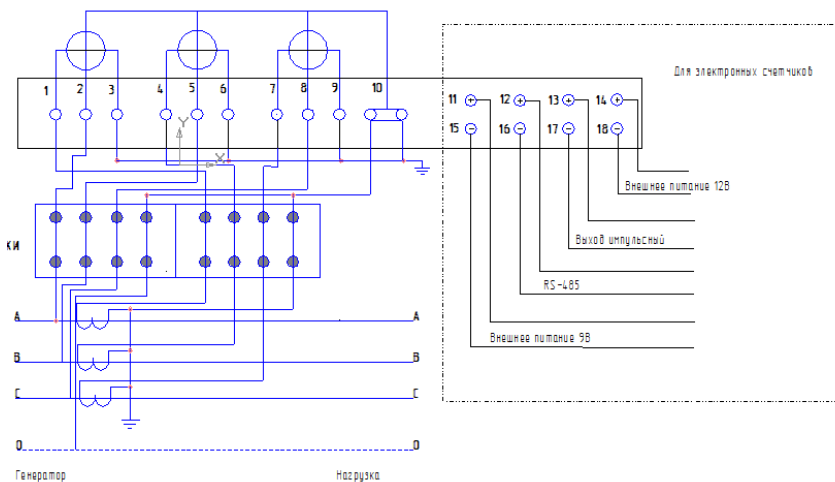 Для электронных счетчиков
1 2 3 4 5 6 7 8 9 10
11 12 13 14
15 16 17 18
Y
X
Внешнее питание 12В
Выход импульсный
RS-485
Внешнее питание 9В
КИ
А А
В В
С С
0 0
Генератор Нагрузка